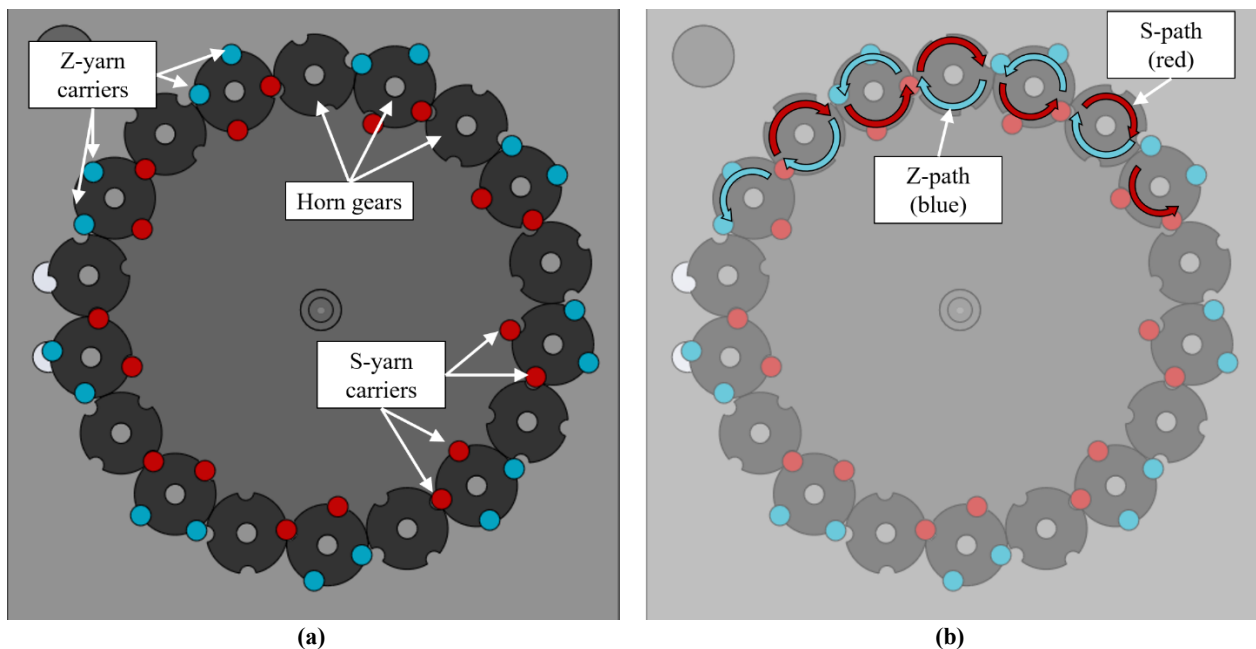 Z-yarn
carriers
Horn gears
S-yarn
carriers
(a)
S-path
(red)
Z-path
(blue)
(b)